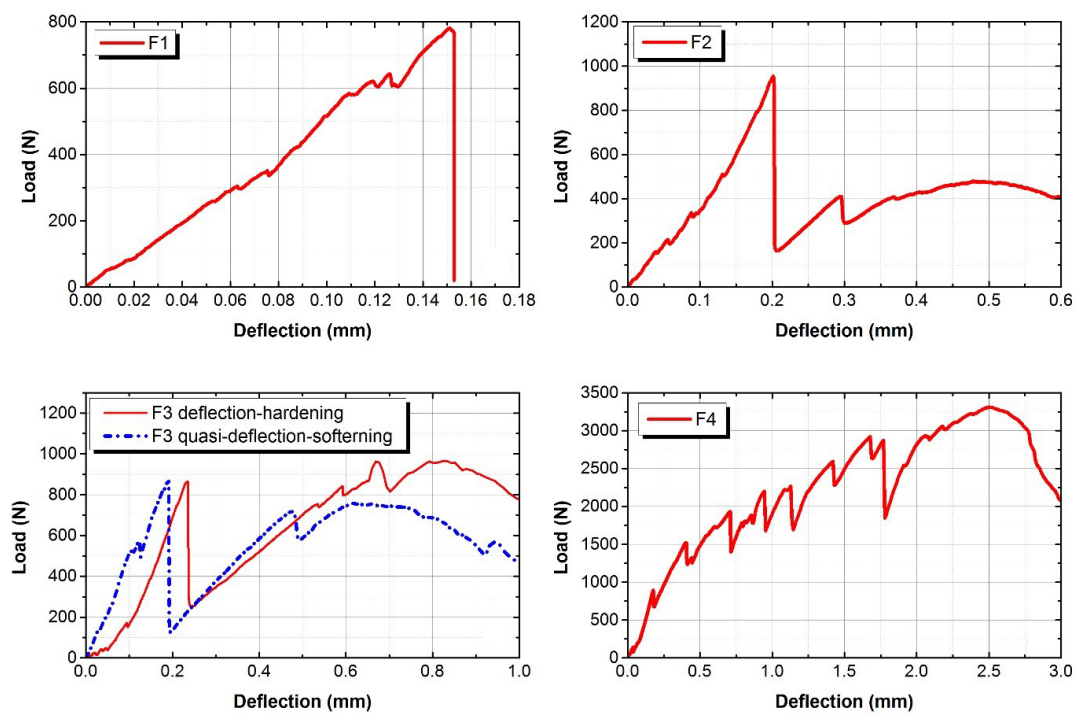 F1
800
600
400
200
0
0.00 0.02 0.04 0.06 0.08 0.10 0.12 0.14 0.16 0.18
Load (N)
Deflection (mm)
F2
1200
1000
800
600
400
200
0
0.0 0.1 0.2 0.3 0.4 0.5 0.6
Load (N)
Deflection (mm)
F3 deflection-hardening
F3 quasi-deflection-softerning
1200
1000
800
600
400
200
0
0.0 0.2 0.4 0.6 0.8 1.0
Load (N)
Deflection (mm)
F4
3500
3000
2500
2000
1500
1000
500
0
0.0 0.5 1.0 1.5 2.0 2.5 3.0
Load (N)
Deflection (mm)